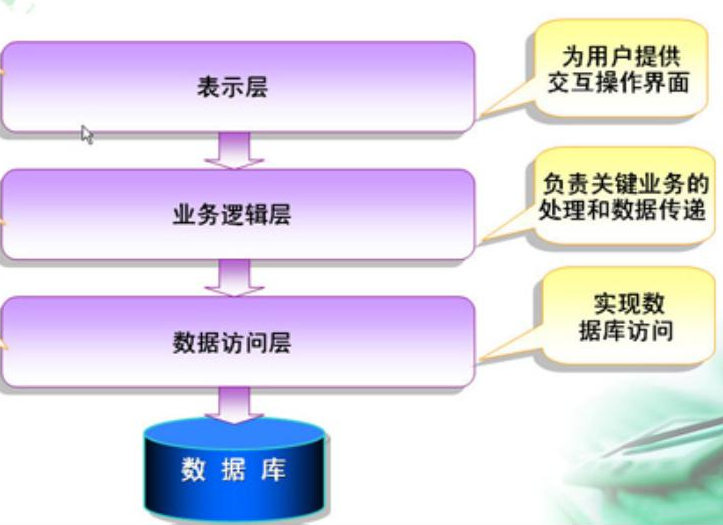 表示层
为用户提供
交互操作界面
业务逻辑层
负责关键业务的
处理和数据传递
数据访问层
实现数
据库访问
数据库